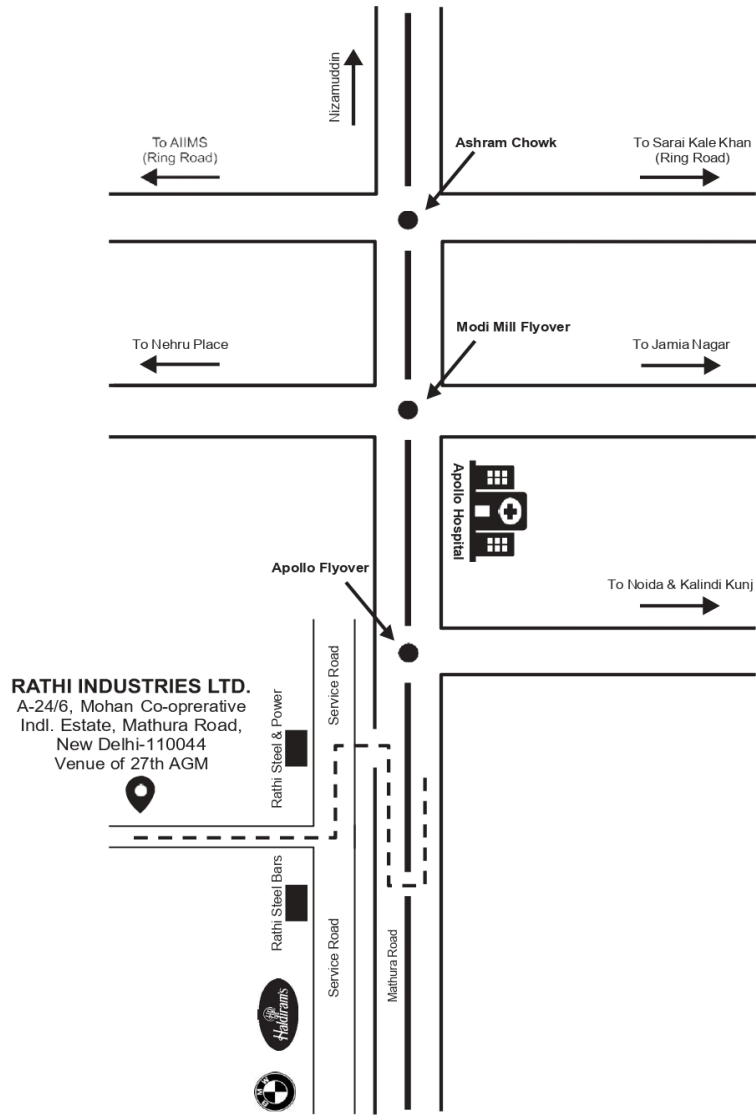 Nizamuddin
To AIIMS
(Ring Road)
Ashram Chowk
To Sarai Kale Khan
(Ring Road)
To Nehru Place
Modi Mill Flyover
To Jamia Nagar
Apollo Hospital
Apollo Flyover
To Noida & Kalindi Kunj
RATHI INDUSTRIES LTD.
A-24/6, Mohan Co-oprerative
Indl. Estate, Mathura Road,
New Delhi-110044
Venue of 27th AGM
Rathi Steel & Power
Service Road
Rathi Steel Bars
Service Road
Mathura Road
Haldiram's
BMW